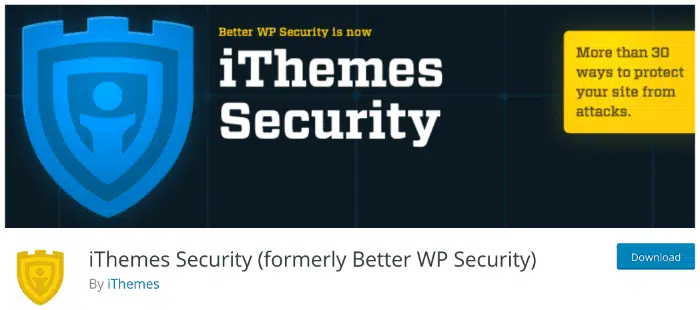 Better WP Security is now
iThemes
Security
More than 30
ways to protect
your site from
attacks.
iThemes Security (formerly Better WP Security)
By iThemes
Download